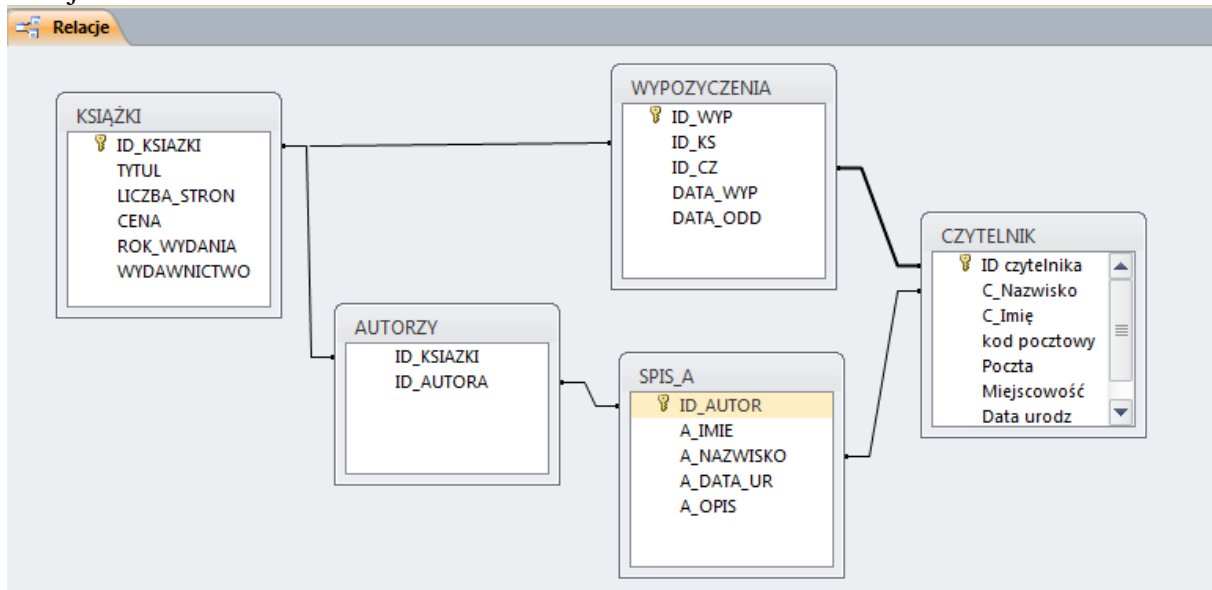 Relacje
KSIĄŻKI
ID_KSIAZKI
TYTUL
LICZBA_STRON
CENA
ROK_WYDANIA
WYDAWNICTWO
WYPOZYCZENIA
ID_WYP
ID_KS
ID_CZ
DATA_WYP
DATA_ODD
CZYTELNIK
ID czytelnika
C_Nazwisko
C_Imię
kod pocztowy
Poczta
Miejscowość
Data urodz
AUTORZY
ID_KSIAZKI
ID_AUTORA
SPIS_A
ID_AUTOR
A_IMIE
A_NAZWISKO
A_DATA_UR
A_OPIS